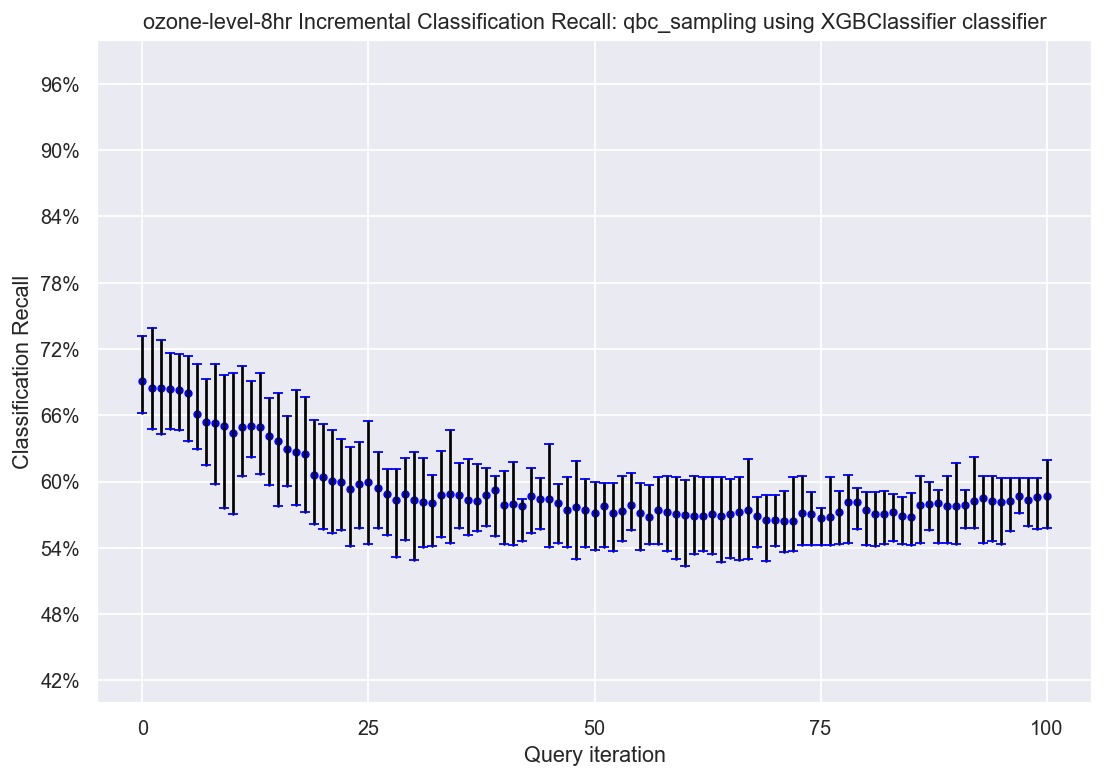 ozone-level-8hr Incremental Classification Recall: qbc_sampling using XGBClassifier classifier
96%
90%
84%
78%
72%
66%
60%
54%
48%
42%
Classification Recall
0 25 50 75 100
Query iteration